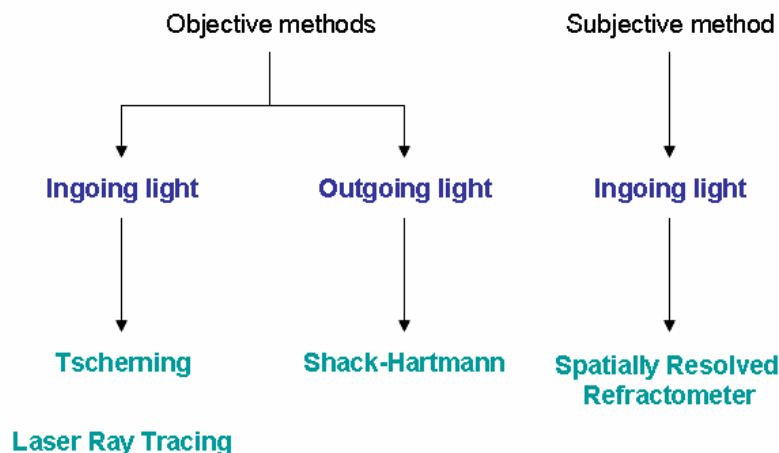 Objective methods
Subjective method
Ingoing light
Outgoing light
Ingoing light
Tscherning
Shack-Hartmann
Spatially Resolved
Refractometer
Laser Ray Tracing